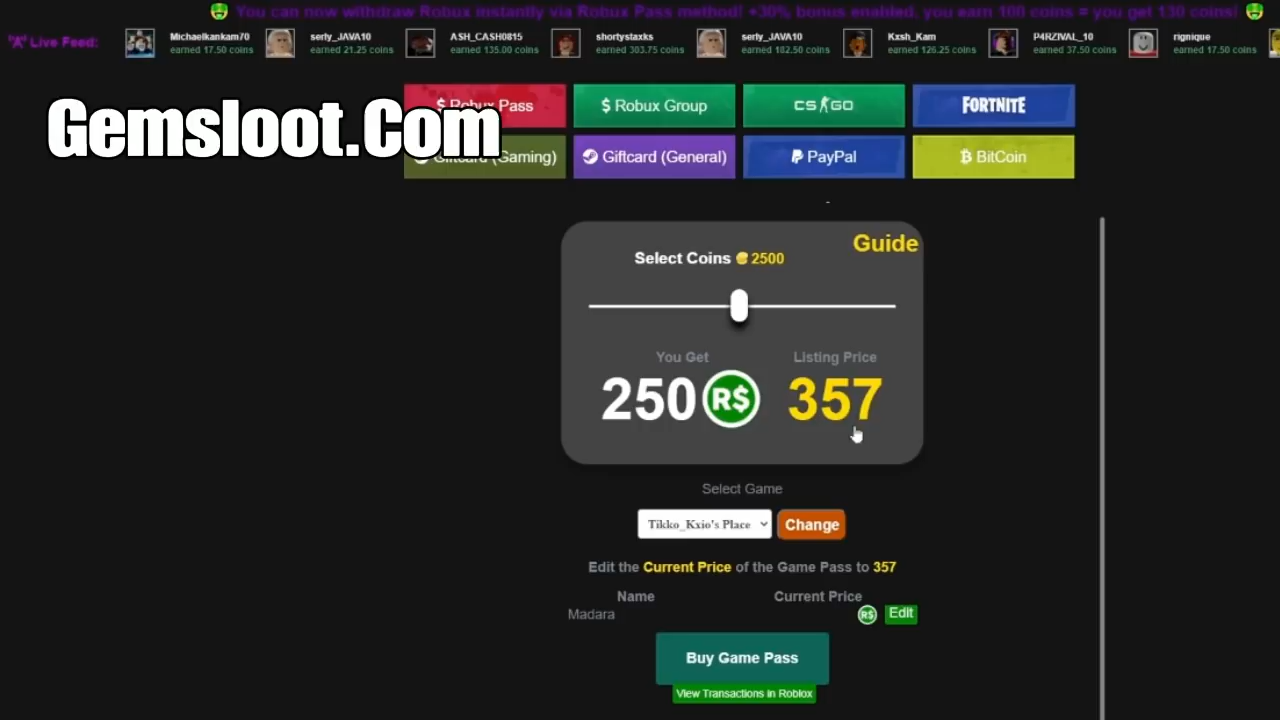 You can now withdraw Robux instantly via Robux Pass method! +30% bonus enabled, you earn 100 coins = you get 130 coins!
Live Feed:
Michaelkankam70
earned 17.50 coins
serly_JAVA10
earned 21.25 coins
ASH_CASH0815
earned 135.00 coins
shortystaxks
earned 303.75 coins
serly_JAVA10
earned 182.50 coins
Kxsh_Kam
earned 126.25 coins
P4RZIVAL_10
earned 37.50 coins
rignique
earned 17.50 coins
Gemsloot.Com
$ Robux Pass
$ Robux Group
CS GO
FORTNITE
Giftcard (Gaming)
Giftcard (General)
PayPal
BitCoin
-
Guide
Select Coins 2500
You Get
Listing Price
250 R$
357
Select Game
Tikko_Kxio's Place
Change
Edit the Current Price of the Game Pass to 357
Name
Current Price
Madara
R$
Edit
Buy Game Pass
View Transactions in Roblox